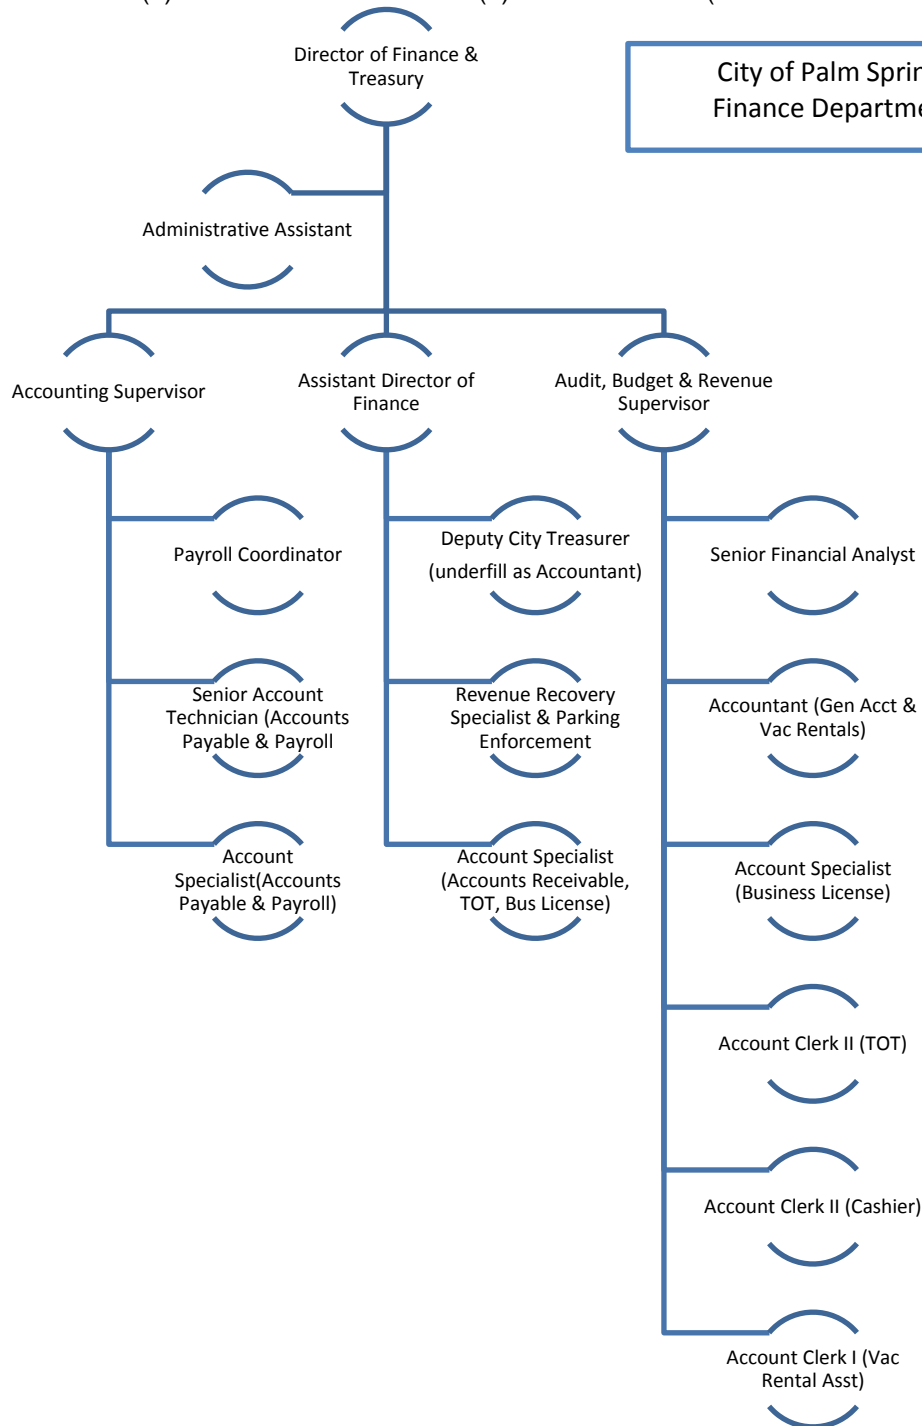 Director of Finance &
Treasury
City of Palm
Finance
Administrative Assistant
Accounting Supervisor
Assistant Director of
Finance
Audit, Budget & Revenue
Supervisor
Payroll Coordinator
Deputy City Treasurer
(underfill as Accountant)
Senior Financial Analyst
Senior Account
Technician (Accounts
Payable & Payroll
Revenue Recovery
Specialist & Parking
Enforcement
Accountant (Gen Acct &
Vac Rentals)
Account
Specialist(Accounts
Payable & Payroll)
Account Specialist
(Accounts Receivable,
TOT, Bus License)
Account Specialist
(Business License)
Account Clerk II (TOT)
Account Clerk II (Cashier)
Account Clerk I (Vac
Rental Asst)